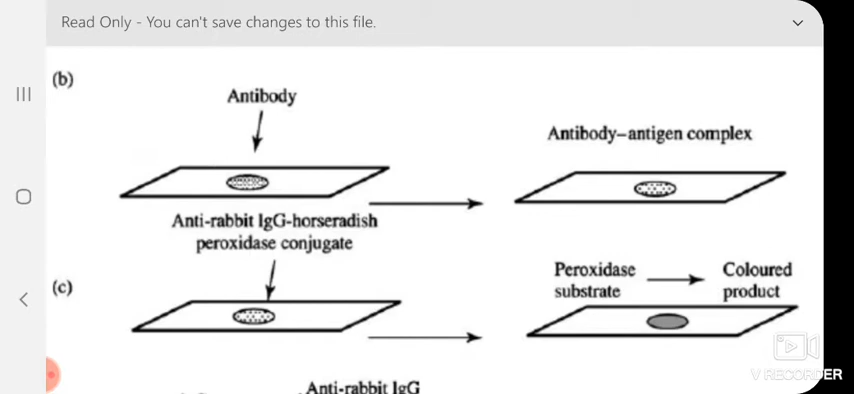 Read Only - You can't save changes to this file.
(b)
Antibody
Antibody–antigen complex
Anti-rabbit IgG-horseradish
peroxidase conjugate
(c)
Peroxidase
substrate
Coloured
product
V RECORDER
Anti-rabbit IgG